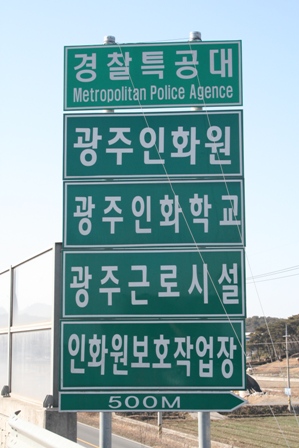 경찰특공대
Metropolitan Police Agence
광주인화원
광주인화학교
광주근로시설
인화원보호작업장
500M